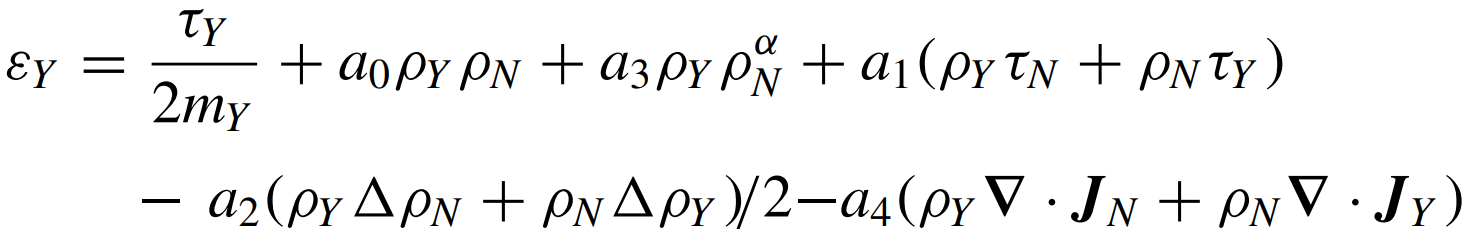 ε_Y = τ_Y/2m_Y + a_0 ρ_Y ρ_N + a_3 ρ_Y ρ_N^α + a_1(ρ_Y τ_N + ρ_N τ_Y)
− a_2(ρ_Y Δρ_N + ρ_N Δρ_Y)/2−a_4(ρ_Y ∇ · J_N + ρ_N ∇ · J_Y)